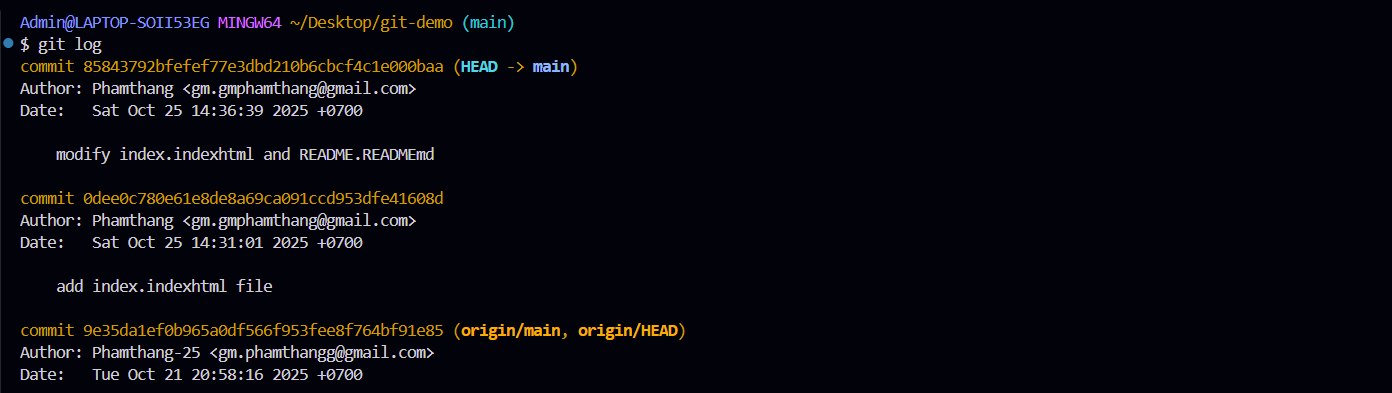 Admin@LAPTOP-SOII53EG MINGW64 ~/Desktop/git-demo (main)
$ git log
commit 85843792bfefef77e3dbd210b6cbcf4c1e000baa (HEAD -> main)
Author: Phamthang <gm.gmphamthang@gmail.com>
Date:   Sat Oct 25 14:36:39 2025 +0700
    modify index.indexhtml and README.READMEmd
commit 0dee0c780e61e8de8a69ca091ccd953dfe41608d
Author: Phamthang <gm.gmphamthang@gmail.com>
Date:   Sat Oct 25 14:31:01 2025 +0700
    add index.indexhtml file
commit 9e35da1ef0b965a0df566f953fee8f764bf91e85 (origin/main, origin/HEAD)
Author: Phamthang-25 <gm.phamthangg@gmail.com>
Date:   Tue Oct 21 20:58:16 2025 +0700